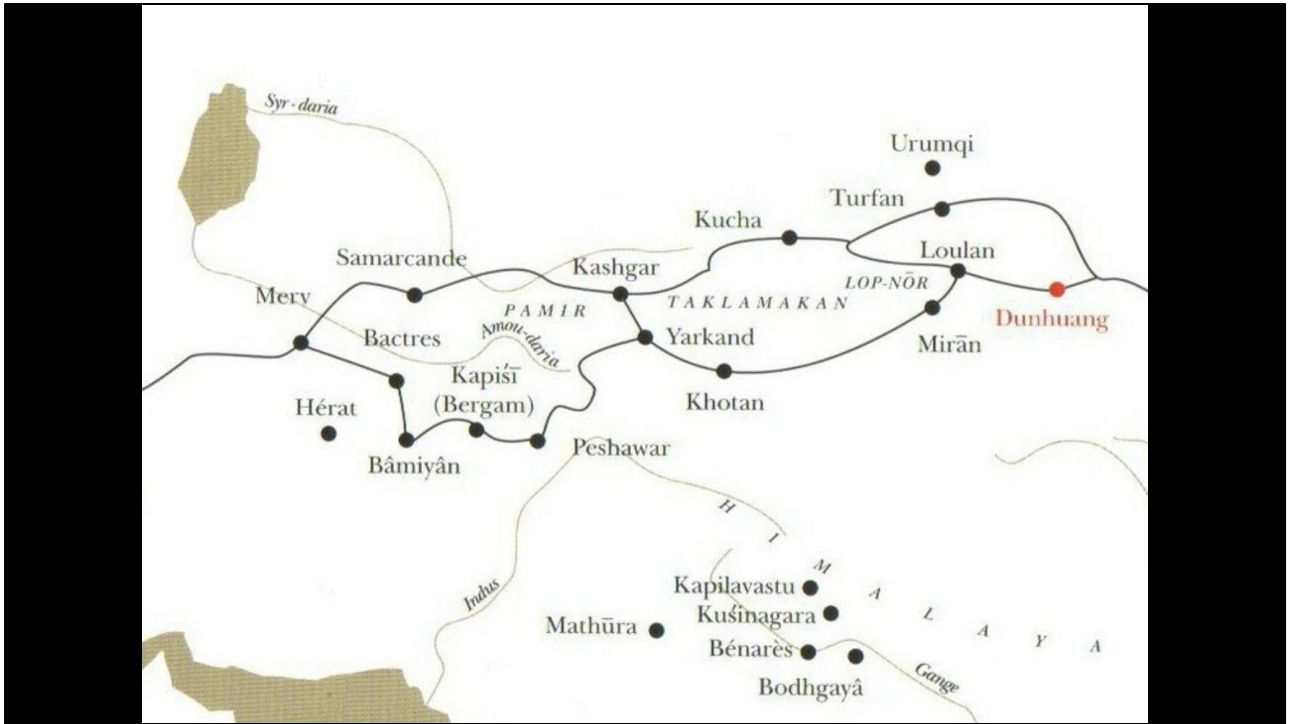 Syr-daria
Urumqi
Turfan
Kucha
Loulan
Samarcande
Kashgar
LOP-NŌR
Merv
TAKLAMAKAN
PAMIR
Dunhuang
Bactres
Amou-daria
Yarkand
Mirān
Kapiśī
(Bergam)
Khotan
Hérat
Peshawar
Bâmiyân
HIMALAYA
Kapilavastu
Indus
Kuśinagara
Mathūra
Bénarès
Gange
Bodhgayâ